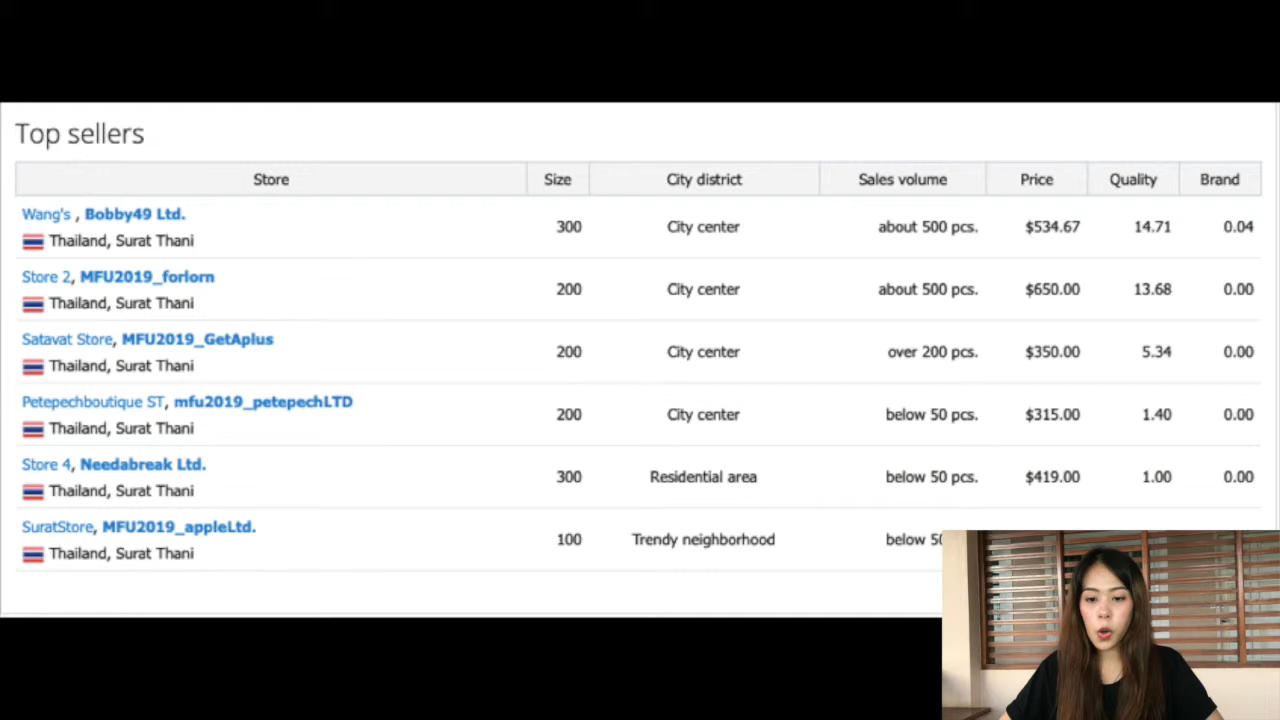 Top sellers
Store Size City district Sales volume Price Quality Brand
Wang's , Bobby49 Ltd.
Thailand, Surat Thani
300 City center about 500 pcs. $534.67 14.71 0.04
Store 2, MFU2019_forlorn
Thailand, Surat Thani
200 City center about 500 pcs. $650.00 13.68 0.00
Satavat Store, MFU2019_GetAplus
Thailand, Surat Thani
200 City center over 200 pcs. $350.00 5.34 0.00
Petepechboutique ST, mfu2019_petepechLTD
Thailand, Surat Thani
200 City center below 50 pcs. $315.00 1.40 0.00
Store 4, Needabreak Ltd.
Thailand, Surat Thani
300 Residential area below 50 pcs. $419.00 1.00 0.00
SuratStore, MFU2019_appleLtd.
Thailand, Surat Thani
100 Trendy neighborhood below